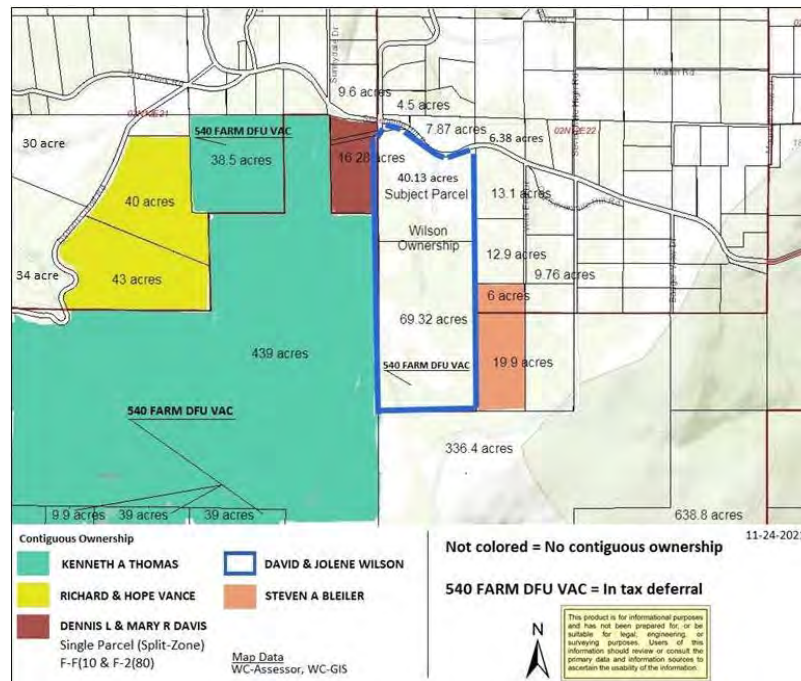 Sunnydale Dr
9.6 acres
4.5 acres
30 acre
540 FARM DFU VAC
38.5 acres
16.28 acres
7.87 acres
6.38 acres
40 acres
40.13 acres
Subject Parcel
13.1 acres
Wilson
Ownership
12.9 acres
9.76 acres
34 acre
43 acres
6 acres
69.32 acres
439 acres
19.9 acres
540 FARM DFU VAC
540 FARM DFU VAC
336.4 acres
9.9 acres
39 acres
39 acres
638.8 acres
11-24-2021
Contiguous Ownership
KENNETH A THOMAS
DAVID & JOLENE WILSON
RICHARD & HOPE VANCE
STEVEN A BLEILER
DENNIS L & MARY R DAVIS
Single Parcel (Split-Zone)
F-F(10 & F-2(80)
Map Data
WC-Assessor, WC-GIS
Not colored = No contiguous ownership
540 FARM DFU VAC = In tax deferral
N
This product is for informational purposes
and has not been prepared for, or be
suitable for legal, engineering, or
surveying purposes. Users of this
information should review or consult the
primary data and information sources to
ascertain the usability of the information.